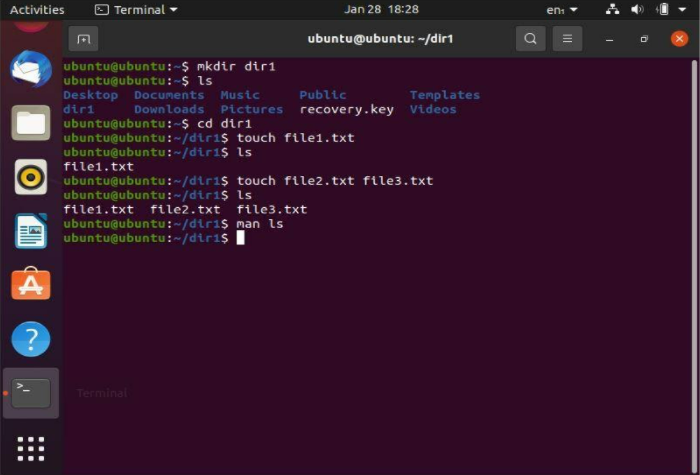 Activities Terminal Jan 28 18:28 en₁
ubuntu@ubuntu: ~/dir1
ubuntu@ubuntu:~$ mkdir dir1
ubuntu@ubuntu:~$ ls
Desktop Documents Music Public Templates
dir1 Downloads Pictures recovery.key Videos
ubuntu@ubuntu:~$ cd dir1
ubuntu@ubuntu:~/dir1$ touch file1.txt
ubuntu@ubuntu:~/dir1$ ls
file1.txt
ubuntu@ubuntu:~/dir1$ touch file2.txt file3.txt
ubuntu@ubuntu:~/dir1$ ls
file1.txt file2.txt file3.txt
ubuntu@ubuntu:~/dir1$ man ls
ubuntu@ubuntu:~/dir1$
Terminal